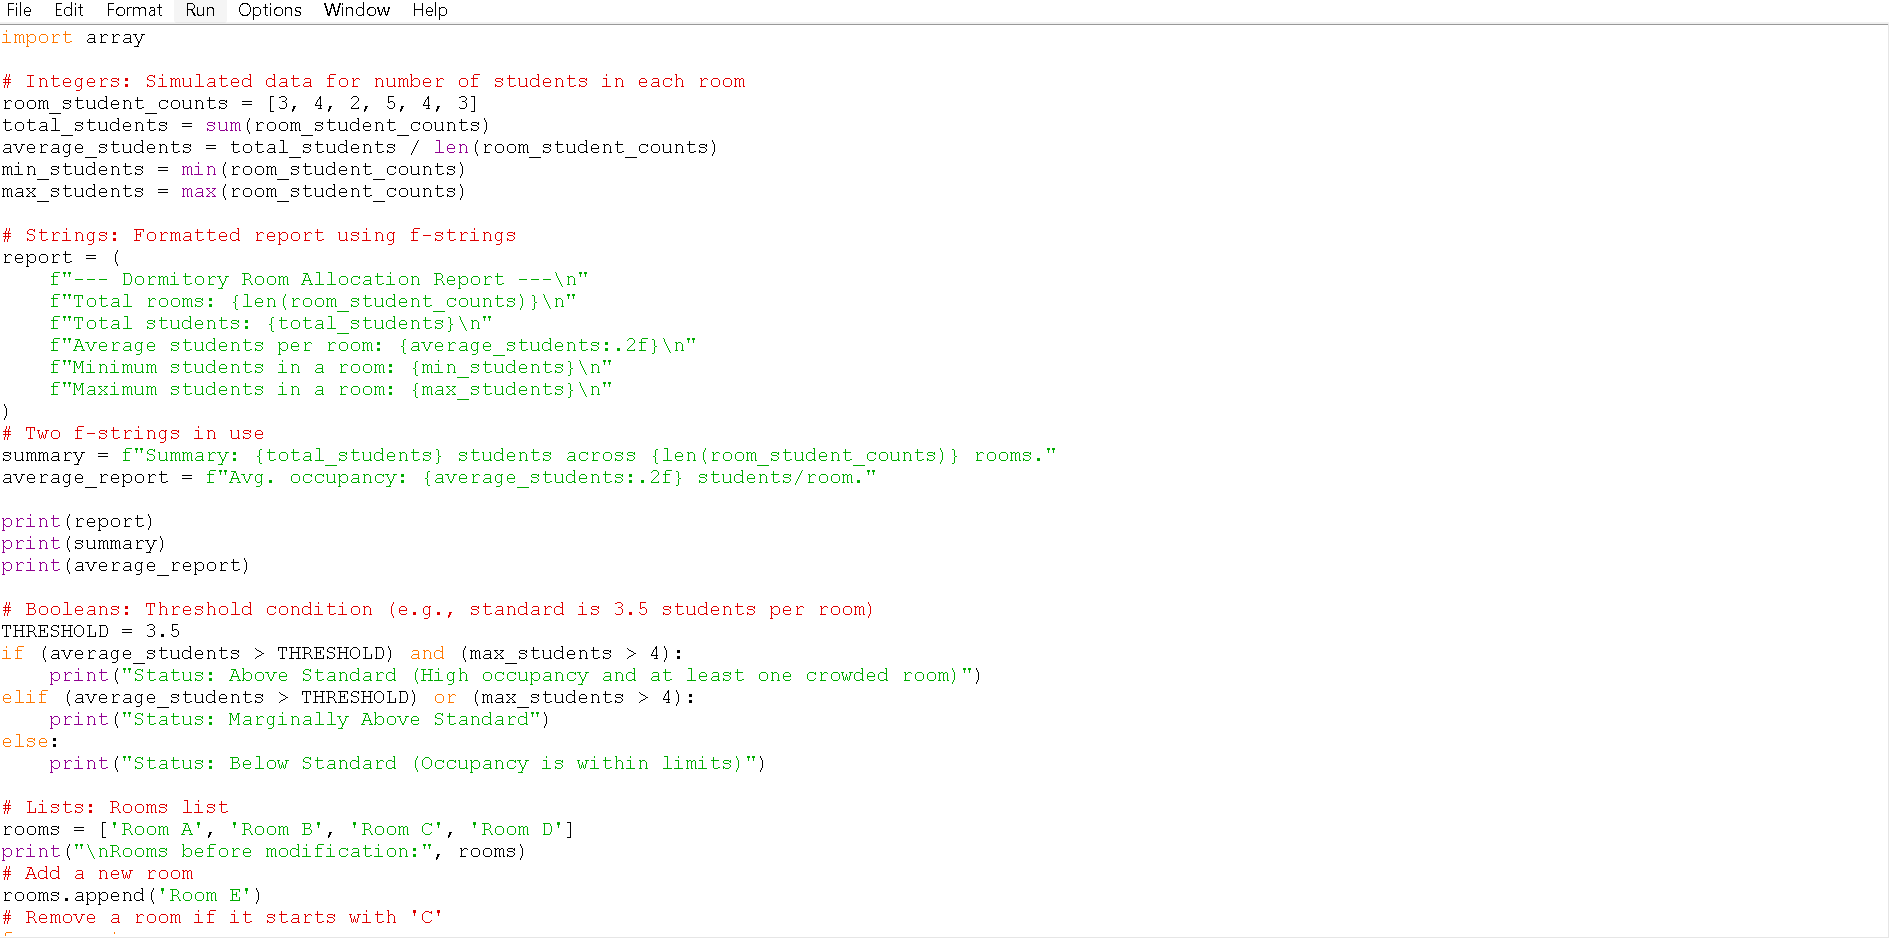 File Edit Format Run Options Window Help
import array

# Integers: Simulated data for number of students in each room
room_student_counts = [3, 4, 2, 5, 4, 3]
total_students = sum(room_student_counts)
average_students = total_students / len(room_student_counts)
min_students = min(room_student_counts)
max_students = max(room_student_counts)

# Strings: Formatted report using f-strings
report = (
    f"--- Dormitory Room Allocation Report ---\n"
    f"Total rooms: {len(room_student_counts)}\n"
    f"Total students: {total_students}\n"
    f"Average students per room: {average_students:.2f}\n"
    f"Minimum students in a room: {min_students}\n"
    f"Maximum students in a room: {max_students}\n"
)
# Two f-strings in use
summary = f"Summary: {total_students} students across {len(room_student_counts)} rooms."
average_report = f"Avg. occupancy: {average_students:.2f} students/room."

print(report)
print(summary)
print(average_report)

# Booleans: Threshold condition (e.g., standard is 3.5 students per room)
THRESHOLD = 3.5
if (average_students > THRESHOLD) and (max_students > 4):
    print("Status: Above Standard (High occupancy and at least one crowded room)")
elif (average_students > THRESHOLD) or (max_students > 4):
    print("Status: Marginally Above Standard")
else:
    print("Status: Below Standard (Occupancy is within limits)")

# Lists: Rooms list
rooms = ['Room A', 'Room B', 'Room C', 'Room D']
print("\nRooms before modification:", rooms)
# Add a new room
rooms.append('Room E')
# Remove a room if it starts with 'C'